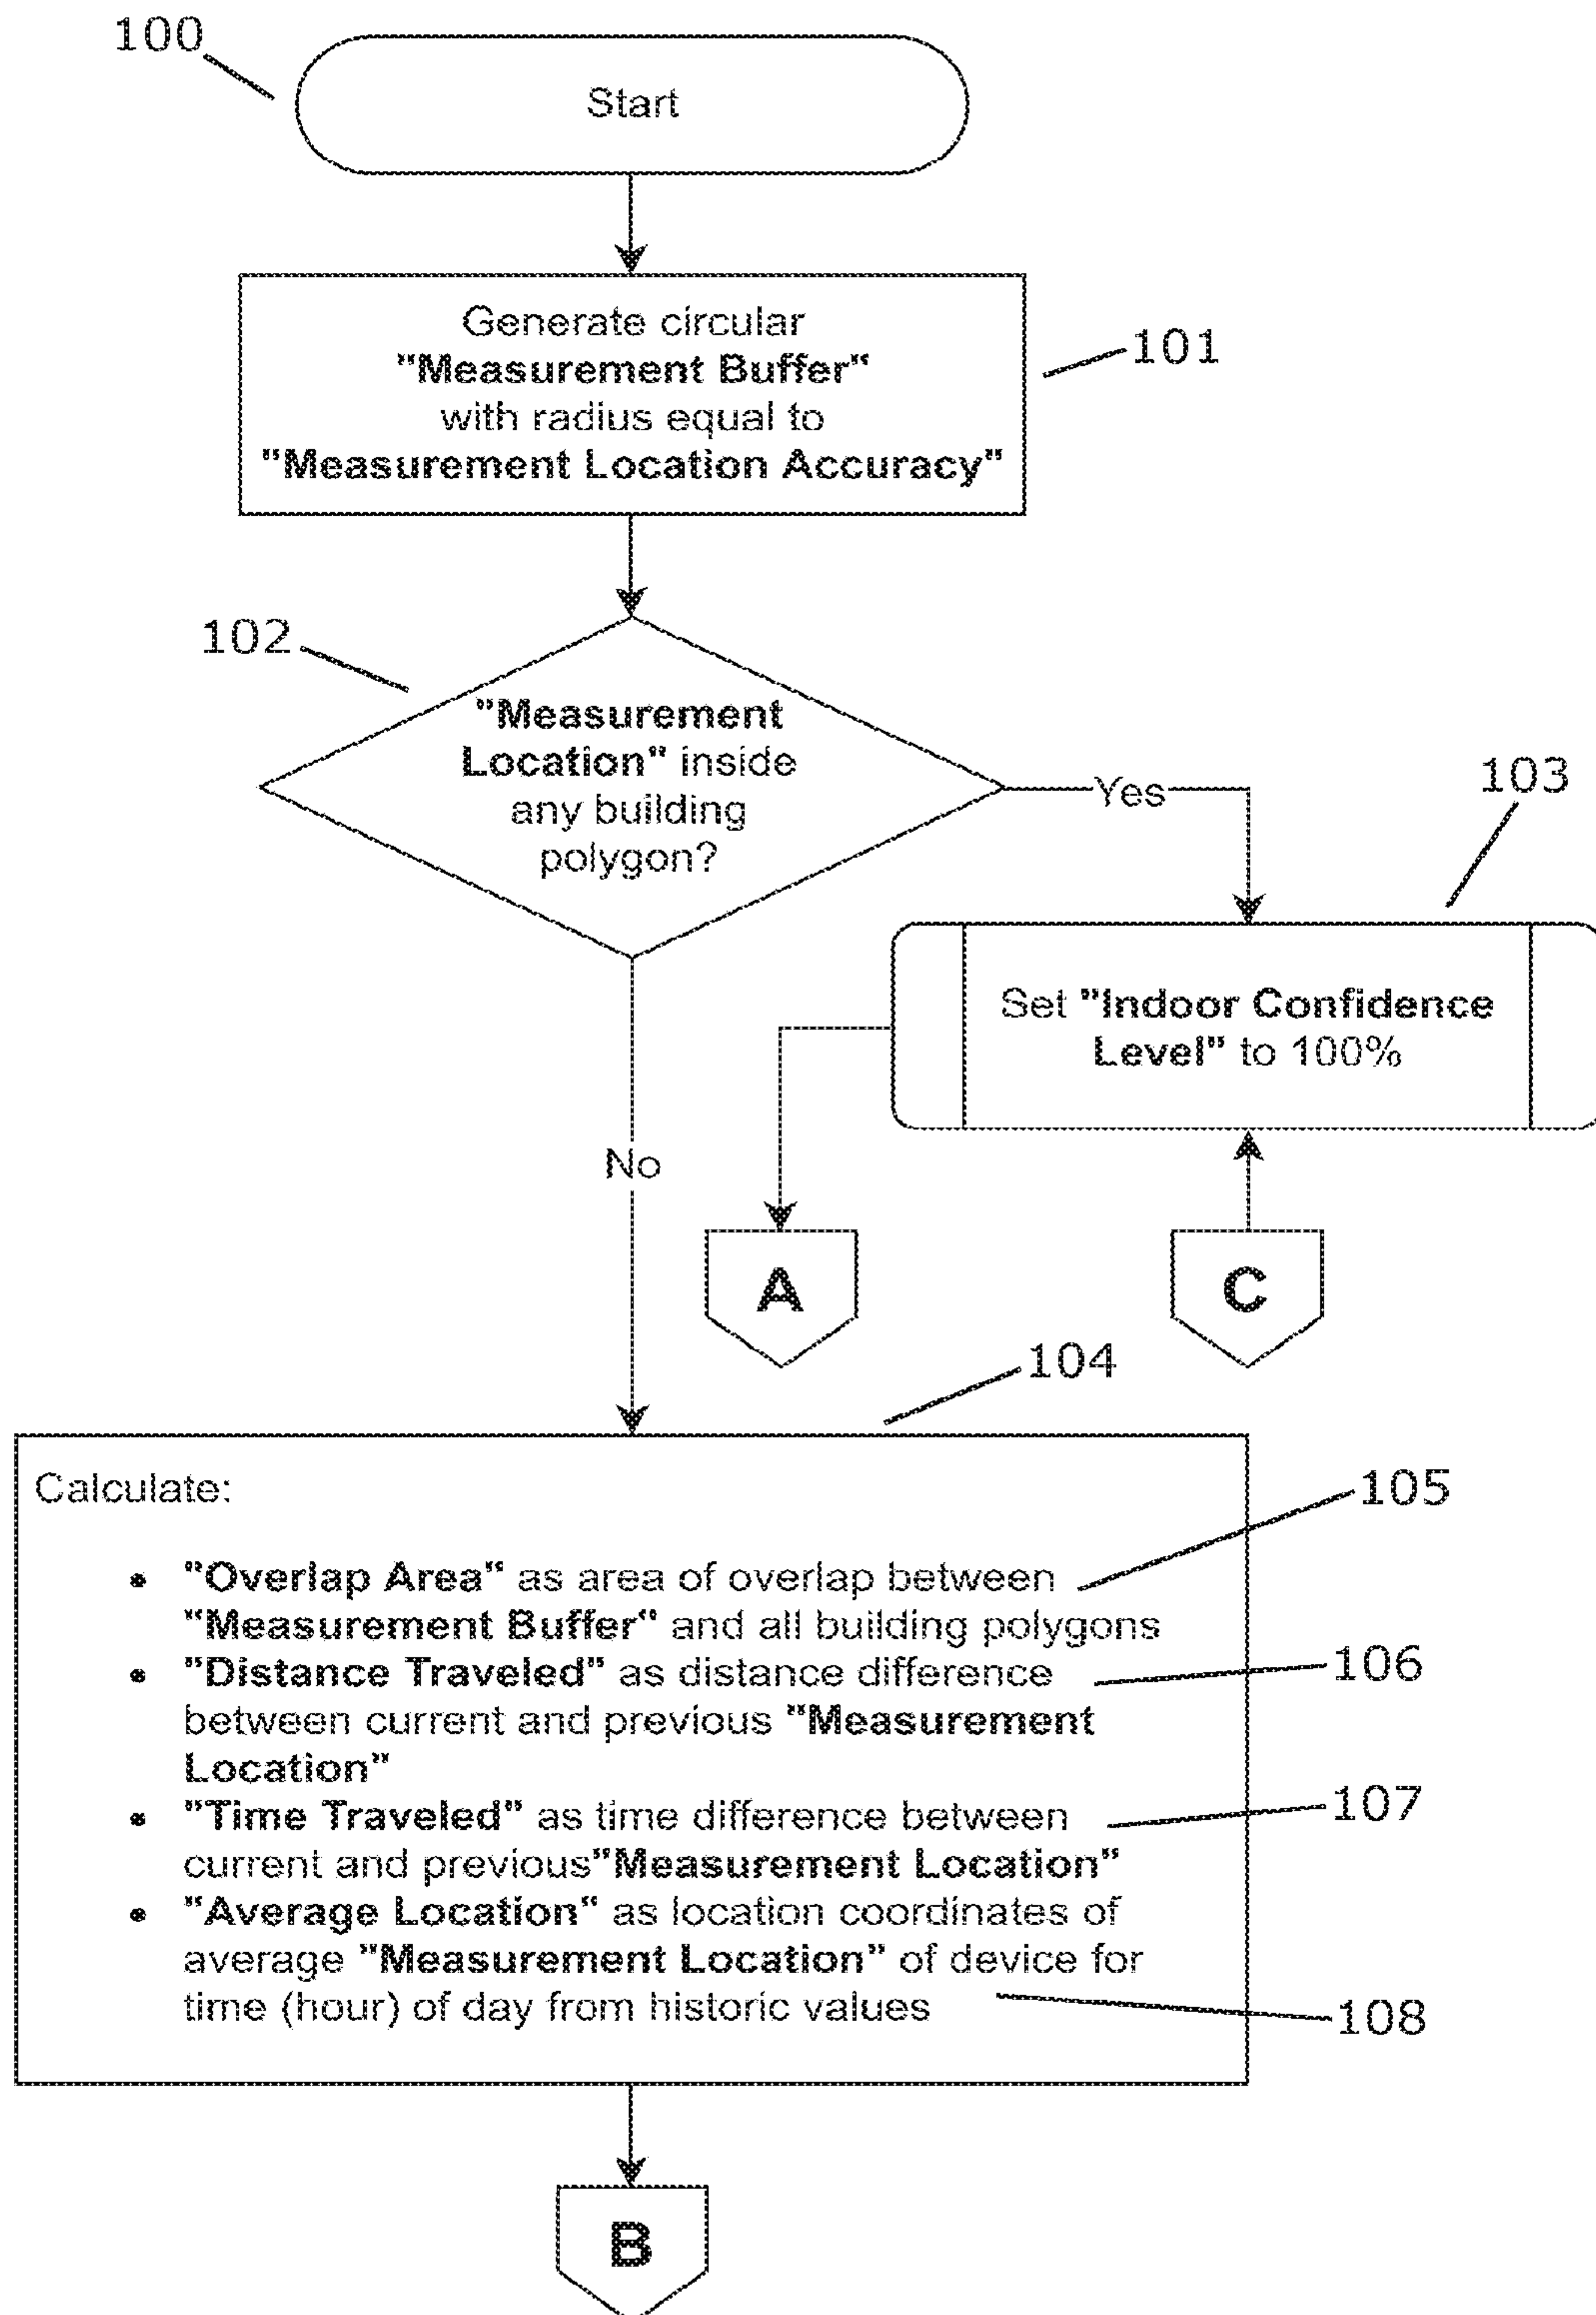 100
Start
Generate circular
"Measurement Buffer"
with radius equal to
"Measurement Location Accuracy"
101
102
"Measurement
Location" inside
any building
polygon?
Yes
103
Set "Indoor Confidence
Level" to 100%
No
A
C
104
Calculate:
• "Overlap Area" as area of overlap between
"Measurement Buffer" and all building polygons
105
• "Distance Traveled" as distance difference
between current and previous "Measurement
Location"
106
• "Time Traveled" as time difference between
current and previous"Measurement Location"
107
• "Average Location" as location coordinates of
average "Measurement Location" of device for
time (hour) of day from historic values
108
B